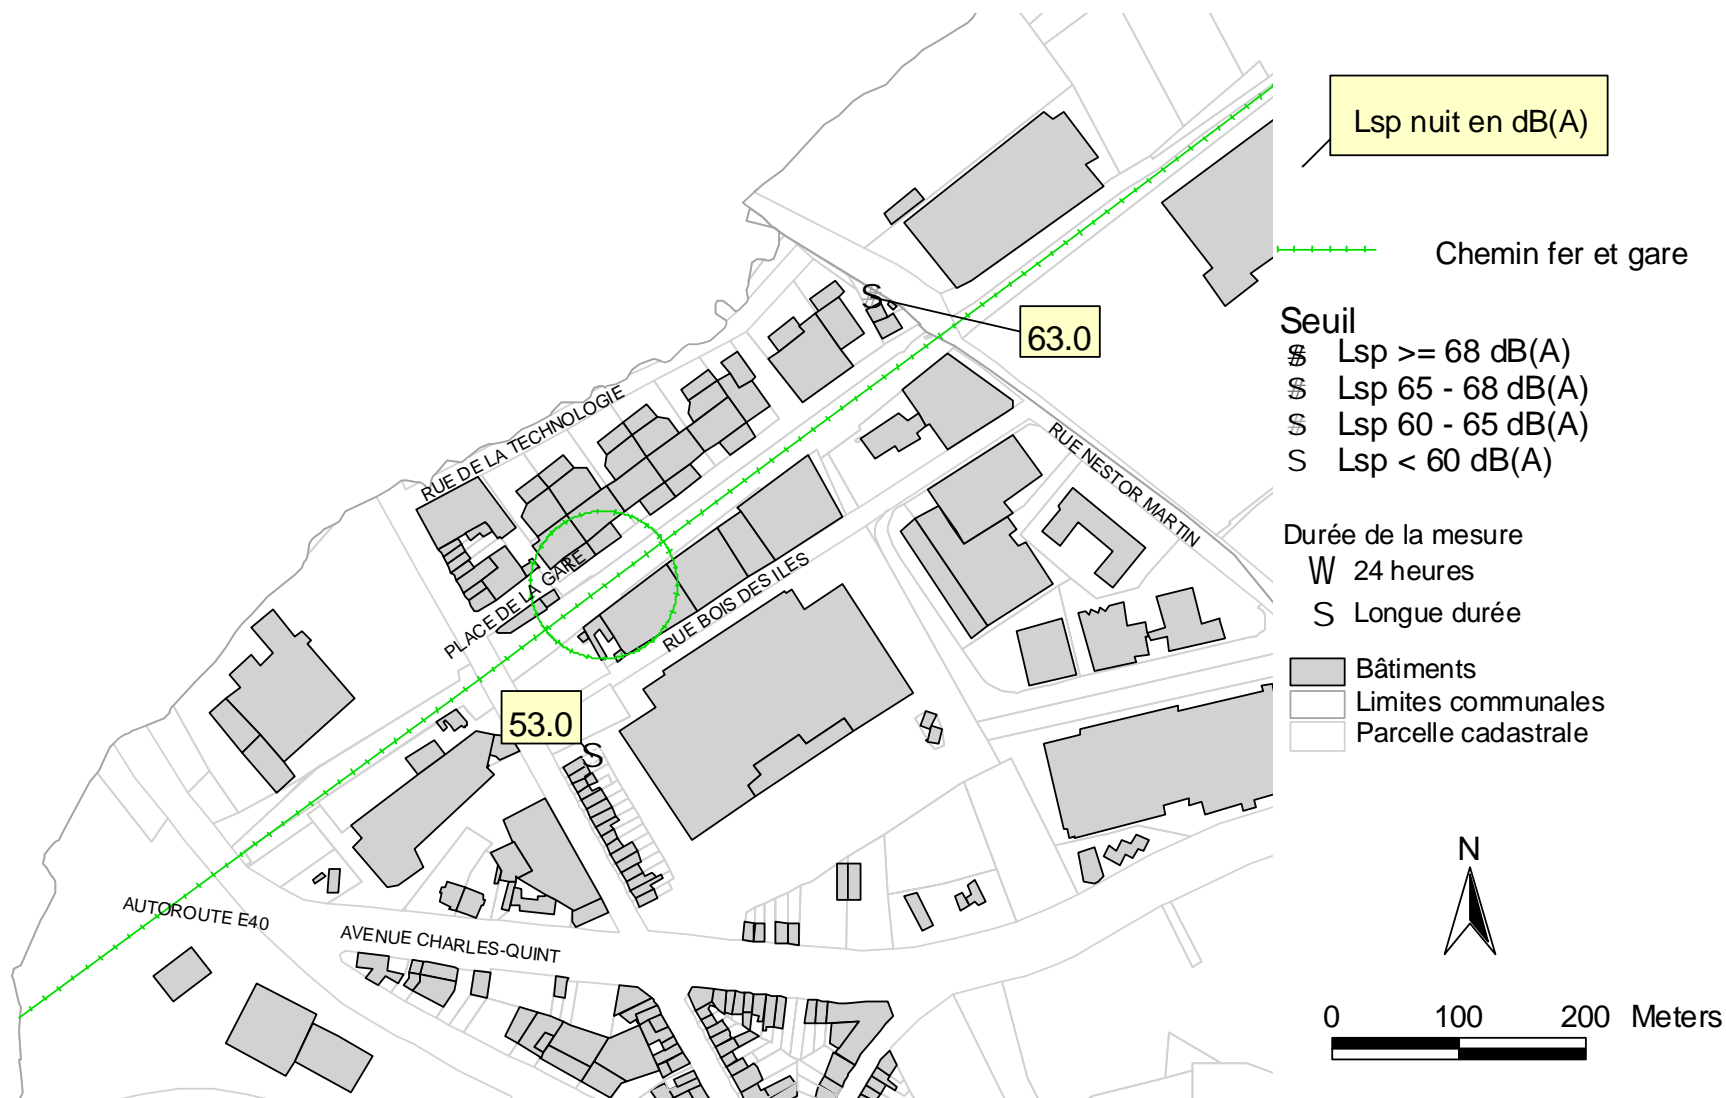 Lsp nuit en dB(A)
Chemin fer et gare
63.0
Seuil
S Lsp >= 68 dB(A)
S Lsp 65 - 68 dB(A)
S Lsp 60 - 65 dB(A)
S Lsp < 60 dB(A)
S
RUE DE LA TECHNOLOGIE
RUE NESTOR MARTIN
PLACE DE LA GARE
RUE BOIS DES ILES
Durée de la mesure
W 24 heures
S Longue durée
Bâtiments
Limites communales
Parcelle cadastrale
53.0
S
AUTOROUTE E40
AVENUE CHARLES-QUINT
N
0 100 200 Meters